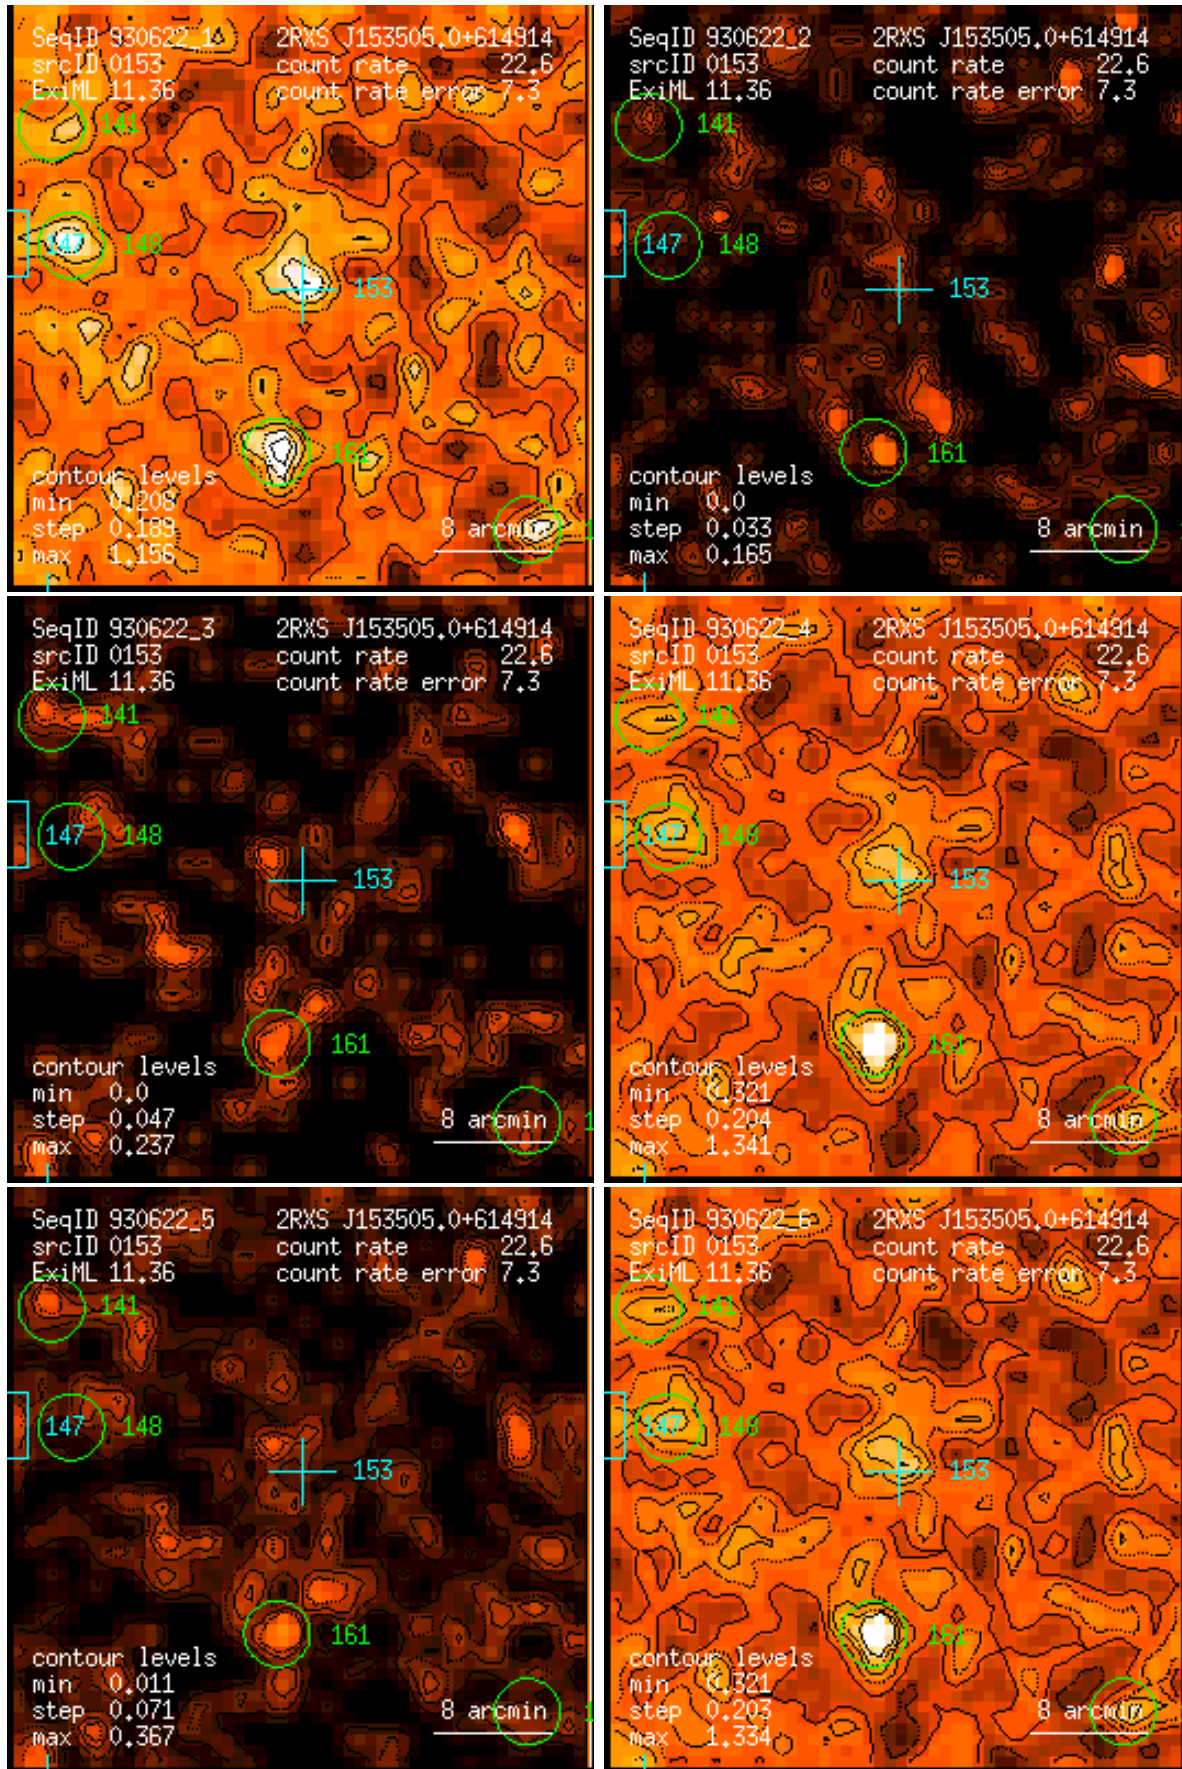 SeqID 930622_1 2RXS J153505.0+614914
srcID 0153 count rate 22.6
ExiML 11.36 count rate error 7.3
141
147 148
153
161
contour levels
min 0.208
step 0.189 8 arcmin 1
max 1.156
SeqID 930622_2 2RXS J153505.0+614914
srcID 0153 count rate 22.6
ExiML 11.36 count rate error 7.3
141
147 148
153
161
contour levels
min 0.0
step 0.033 8 arcmin
max 0.165
SeqID 930622_3 2RXS J153505.0+614914
srcID 0153 count rate 22.6
ExiML 11.36 count rate error 7.3
141
147 148
153
161
contour levels
min 0.0
step 0.047 8 arcmin 1
max 0.237
SeqID 930622_4 2RXS J153505.0+614914
srcID 0153 count rate 22.6
ExiML 11.36 count rate error 7.3
141
147 148
153
161
contour levels
min 0.321
step 0.204 8 arcmin
max 1.341
SeqID 930622_5 2RXS J153505.0+614914
srcID 0153 count rate 22.6
ExiML 11.36 count rate error 7.3
141
147 148
153
161
contour levels
min 0.011
step 0.071 8 arcmin 1
max 0.367
SeqID 930622_6 2RXS J153505.0+614914
srcID 0153 count rate 22.6
ExiML 11.36 count rate error 7.3
141
147 148
153
161
contour levels
min 0.321
step 0.203 8 arcmin
max 1.334